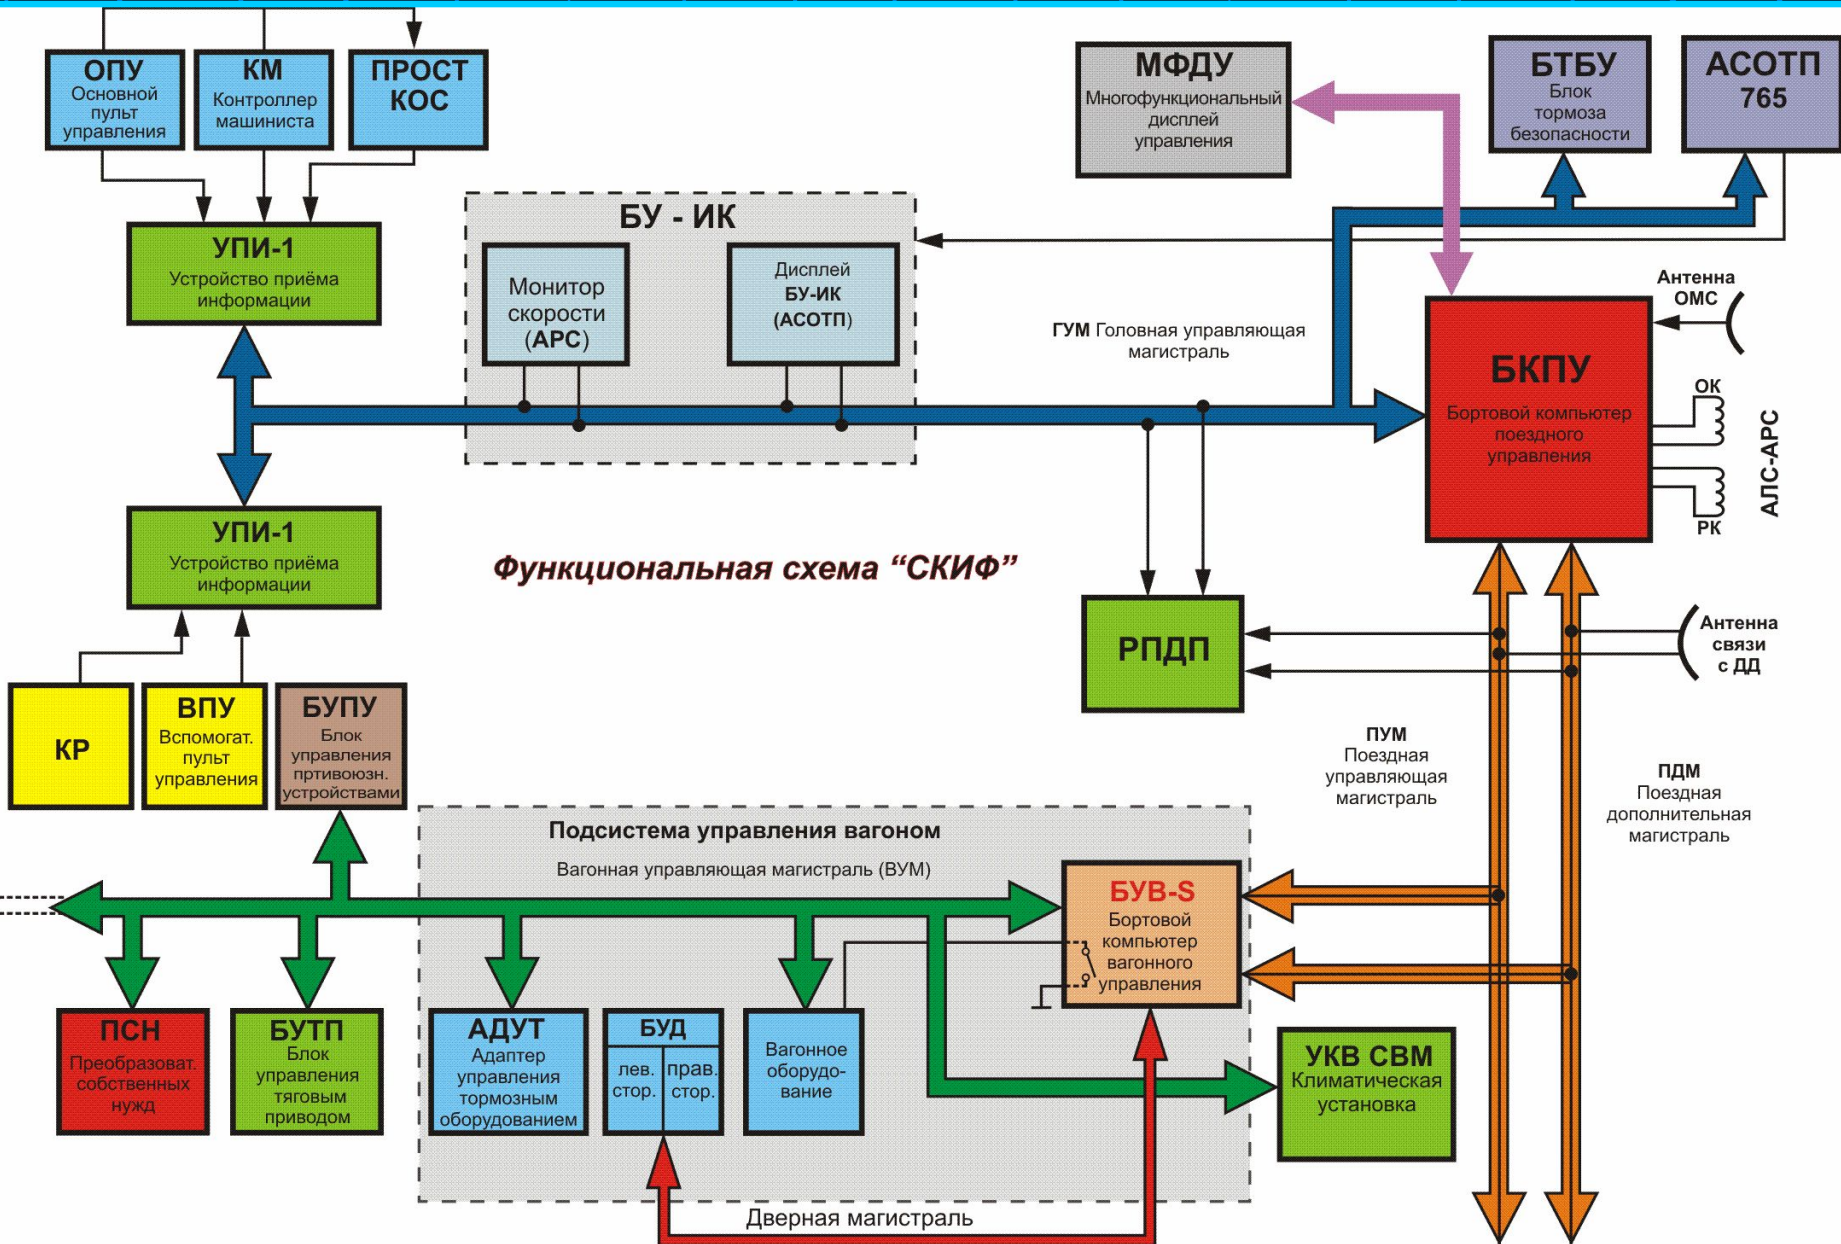 ОПУ
Основной
пульт
управления
КМ
Контроллер
машиниста
ПРОСТ
КОС
МФДУ
Многофункциональный
дисплей
управления
БТБУ
Блок
тормоза
безопасности
АСОТП
765
УПИ-1
Устройство приёма
информации
БУ - ИК
Монитор
скорости
(АРС)
Дисплей
БУ-ИК
(АСОТП)
ГУМ Головная управляющая
магистраль
Антенна
ОМС
БКПУ
Бортовой компьютер
поездного
управления
ОК
РК
АЛС-АРС
УПИ-1
Устройство приёма
информации
Функциональная схема “СКИФ”
РПДП
Антенна
связи
с ДД
КР
ВПУ
Вспомогат.
пульт
управления
БУПУ
Блок
управления
пртивоюзн.
устройствами
ПУМ
Поездная
управляющая
магистраль
ПДМ
Поездная
дополнительная
магистраль
Подсистема управления вагоном
Вагонная управляющая магистраль (ВУМ)
БУВ-S
Бортовой
компьютер
вагонного
управления
ПСН
Преобразоват.
собственных
нужд
БУТП
Блок
управления
тяговым
приводом
АДУТ
Адаптер
управления
тормозным
оборудованием
БУД
лев.
стор.
прав.
стор.
Вагонное
оборудо-
вание
УКВ СВМ
Климатическая
установка
Дверная магистраль